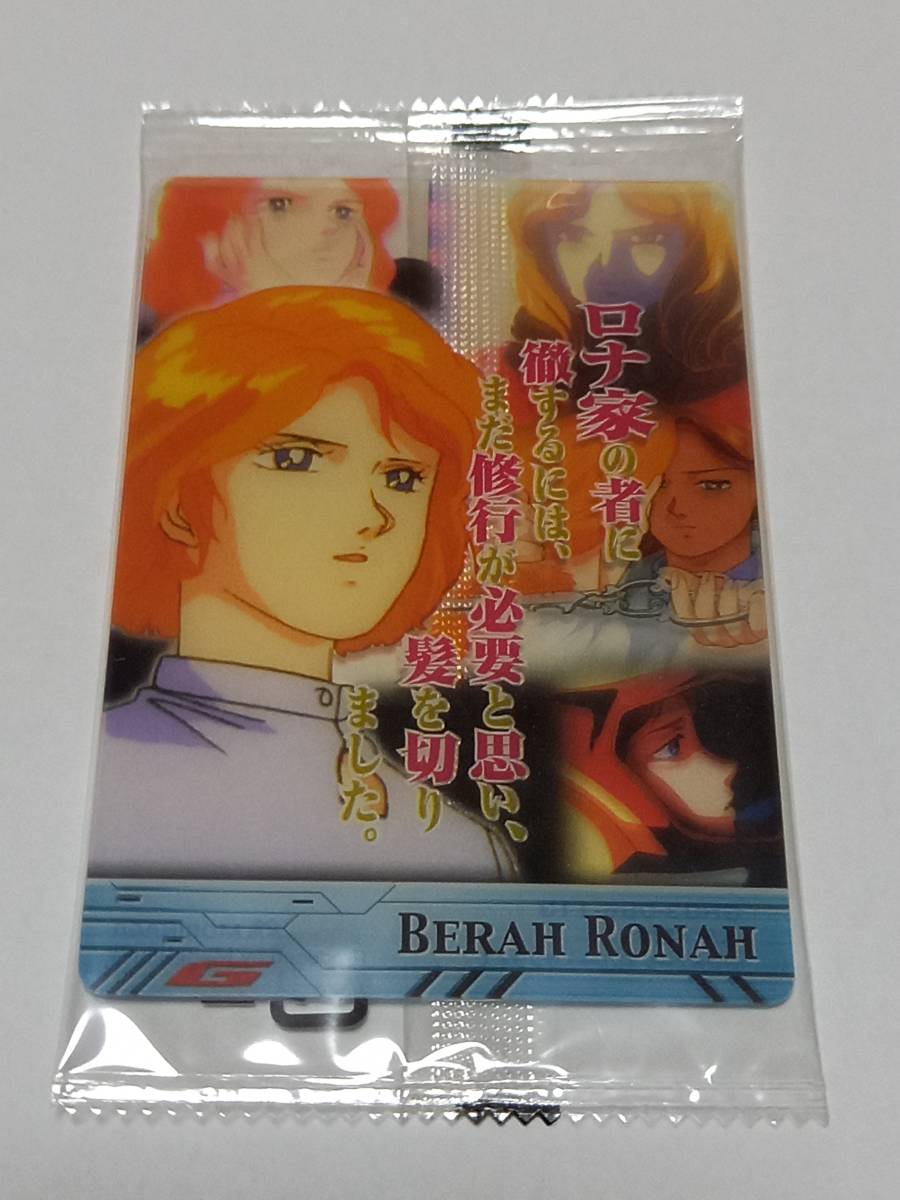 ロナ家の者に
徹するには、
まだ修行が必要と思い、
髪を切り
ました。
BERAH RONAH
G